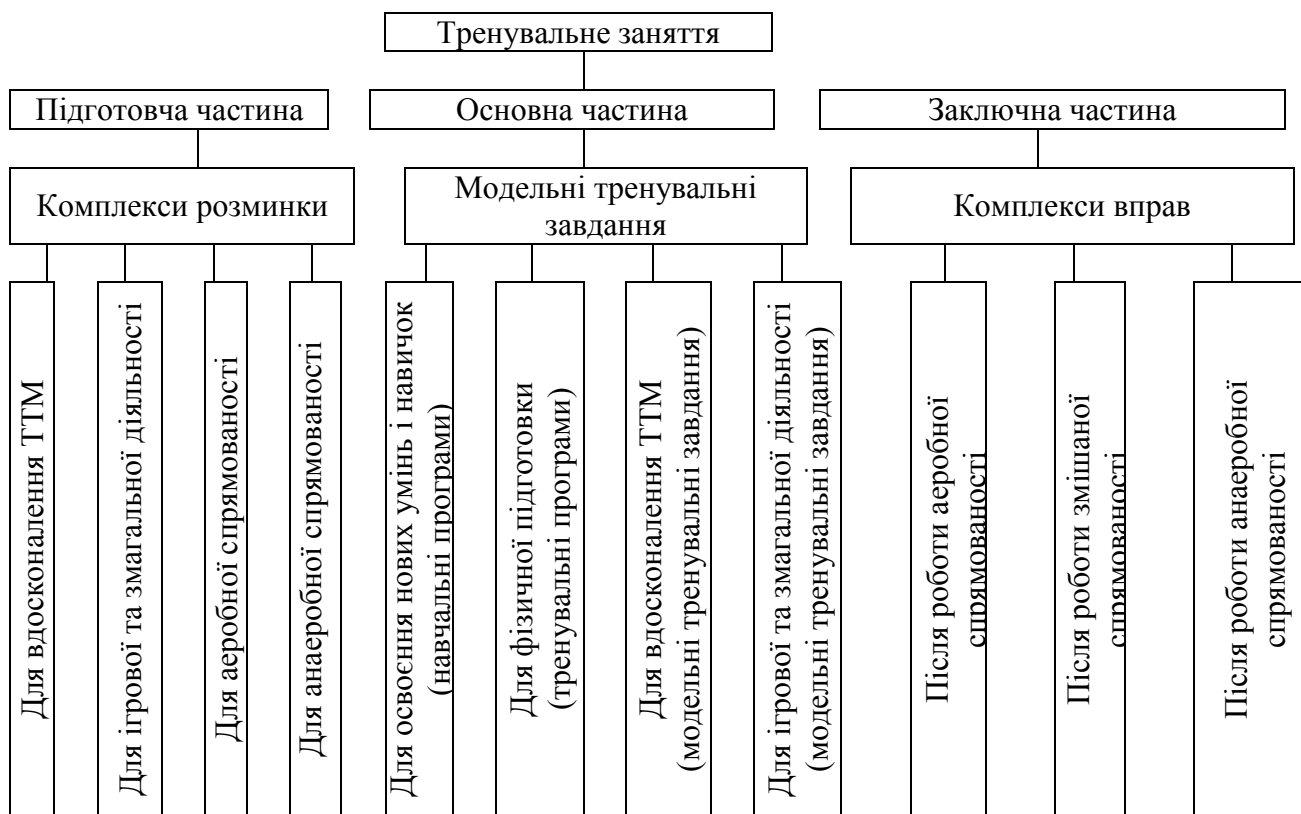 Тренувальне заняття
Підготовча частина
Основна частина
Заключна частина
Комплекси розминки
Модельні тренувальні
завдання
Комплекси вправ
Для вдосконалення ТТМ
Для ігрової та змагальної діяльності
Для аеробної спрямованості
Для анаеробної спрямованості
Для освоєння нових умінь і навичок
(навчальні програми)
Для фізичної підготовки
(тренувальні програми)
Для вдосконалення ТТМ
(модельні тренувальні завдання)
Для ігрової та змагальної діяльності
(модельні тренувальні завдання)
Після роботи аеробної
спрямованості
Після роботи змішаної
спрямованості
Після роботи анаеробної
спрямованості